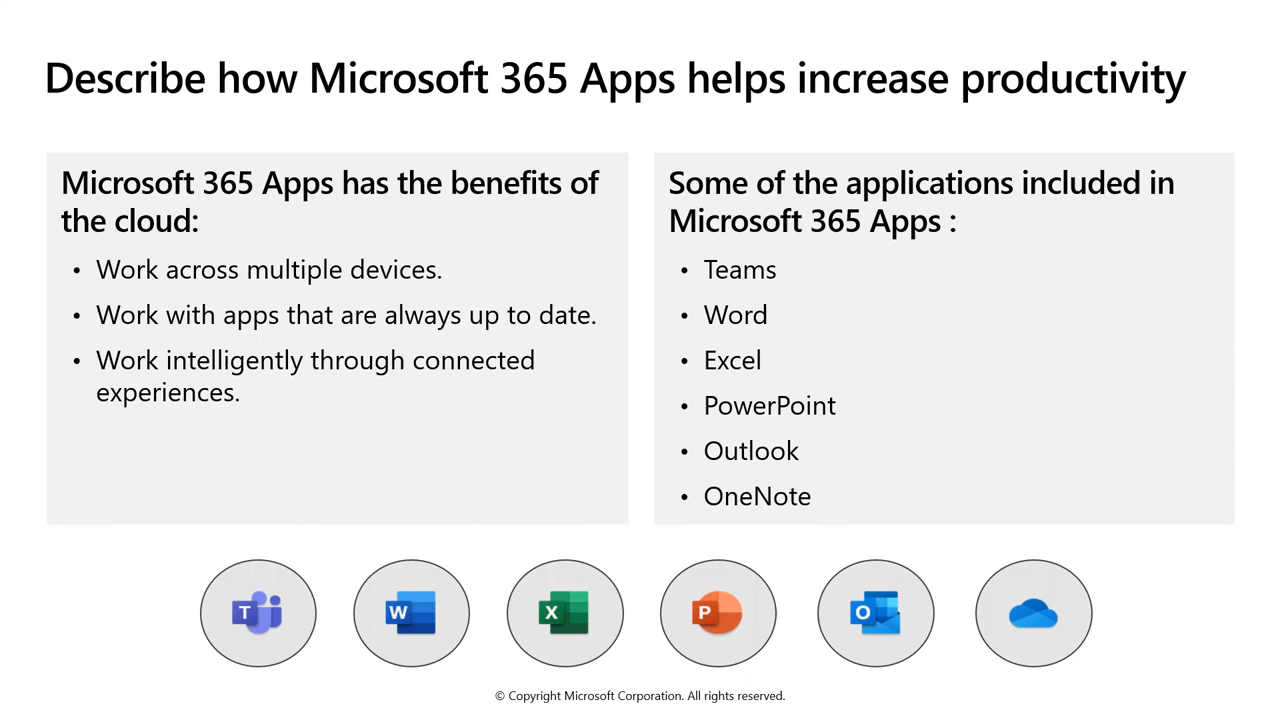 Describe how Microsoft 365 Apps helps increase productivity
Microsoft 365 Apps has the benefits of
the cloud:
• Work across multiple devices.
• Work with apps that are always up to date.
• Work intelligently through connected
experiences.
Some of the applications included in
Microsoft 365 Apps :
• Teams
• Word
• Excel
• PowerPoint
• Outlook
• OneNote
T
W
X
P
O
© Copyright Microsoft Corporation. All rights reserved.